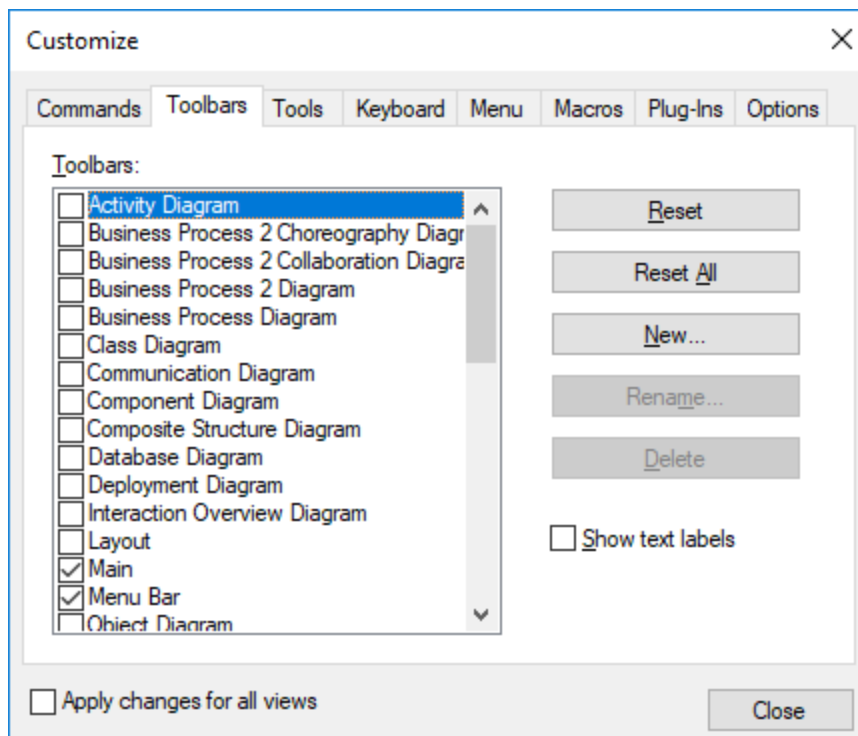 Customize
Commands Toolbars Tools Keyboard Menu Macros Plug-Ins Options
Toolbars:
Activity Diagram
Business Process 2 Choreography Diagr
Business Process 2 Collaboration Diagra
Business Process 2 Diagram
Business Process Diagram
Class Diagram
Communication Diagram
Component Diagram
Composite Structure Diagram
Database Diagram
Deployment Diagram
Interaction Overview Diagram
Layout
Main
Menu Bar
Object Diagram
Reset
Reset All
New...
Rename...
Delete
Show text labels
Apply changes for all views
Close